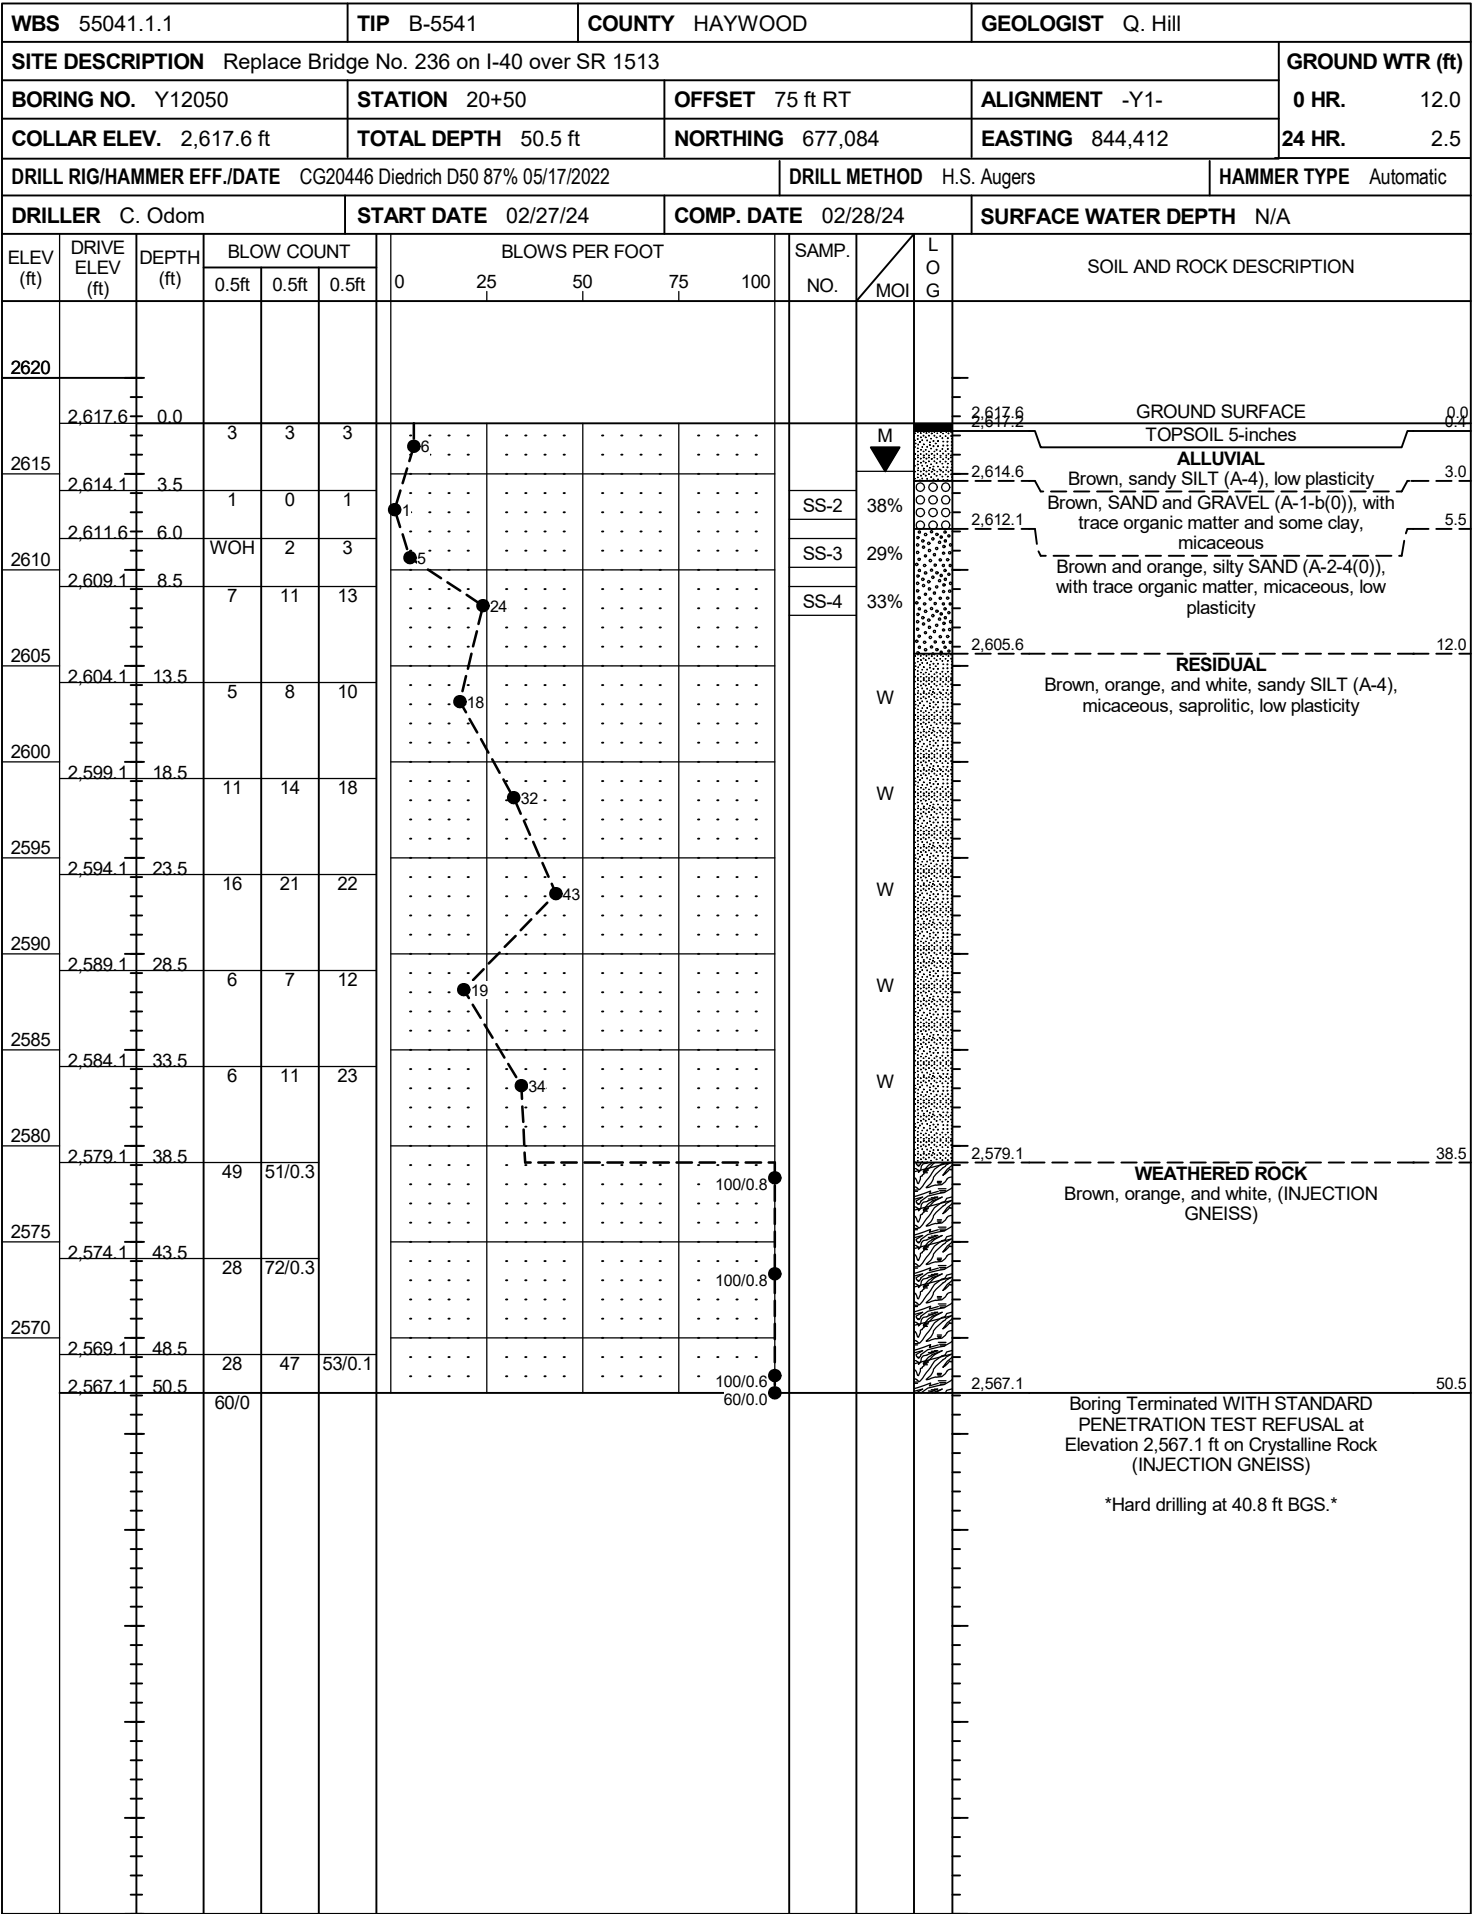 WBS 55041.1.1 TIP B-5541 COUNTY HAYWOOD GEOLOGIST Q. Hill
SITE DESCRIPTION Replace Bridge No. 236 on I-40 over SR 1513 GROUND WTR (ft)
BORING NO. Y12050 STATION 20+50 OFFSET 75 ft RT ALIGNMENT -Y1- 0 HR. 12.0
COLLAR ELEV. 2,617.6 ft TOTAL DEPTH 50.5 ft NORTHING 677,084 EASTING 844,412 24 HR. 2.5
DRILL RIG/HAMMER EFF./DATE CG20446 Diedrich D50 87% 05/17/2022 DRILL METHOD H.S. Augers HAMMER TYPE Automatic
DRILLER C. Odom START DATE 02/27/24 COMP. DATE 02/28/24 SURFACE WATER DEPTH N/A
ELEV (ft) DRIVE ELEV (ft) DEPTH (ft) BLOW COUNT BLOWS PER FOOT SAMP. NO. MOI LOG SOIL AND ROCK DESCRIPTION
0.5ft 0.5ft 0.5ft 0 25 50 75 100
2620
2,617.6 0.0 2,617.6 GROUND SURFACE 0.0
2,617.2 0.4
3 3 3 6 M TOPSOIL 5-inches
ALLUVIAL
2615
2,614.6 3.0
Brown, sandy SILT (A-4), low plasticity
2,614.1 3.5
1 0 1 1 SS-2 38% Brown, SAND and GRAVEL (A-1-b(0)), with
trace organic matter and some clay,
micaceous
2,612.1 5.5
2,611.6 6.0
WOH 2 3 5 SS-3 29%
2610
Brown and orange, silty SAND (A-2-4(0)),
with trace organic matter, micaceous, low
plasticity
2,609.1 8.5
7 11 13 24 SS-4 33%
2605
2,605.6 12.0
RESIDUAL
Brown, orange, and white, sandy SILT (A-4),
micaceous, saprolitic, low plasticity
2,604.1 13.5
5 8 10 18 W
2600
2,599.1 18.5
11 14 18 32 W
2595
2,594.1 23.5
16 21 22 43 W
2590
2,589.1 28.5
6 7 12 19 W
2585
2,584.1 33.5
6 11 23 34 W
2580
2,579.1 38.5 2,579.1 38.5
49 51/0.3 100/0.8 WEATHERED ROCK
Brown, orange, and white, (INJECTION
GNEISS)
2575
2,574.1 43.5
28 72/0.3 100/0.8
2570
2,569.1 48.5
28 47 53/0.1 100/0.6
2,567.1 50.5 2,567.1 50.5
60/0 60/0.0
Boring Terminated WITH STANDARD
PENETRATION TEST REFUSAL at
Elevation 2,567.1 ft on Crystalline Rock
(INJECTION GNEISS)
*Hard drilling at 40.8 ft BGS.*